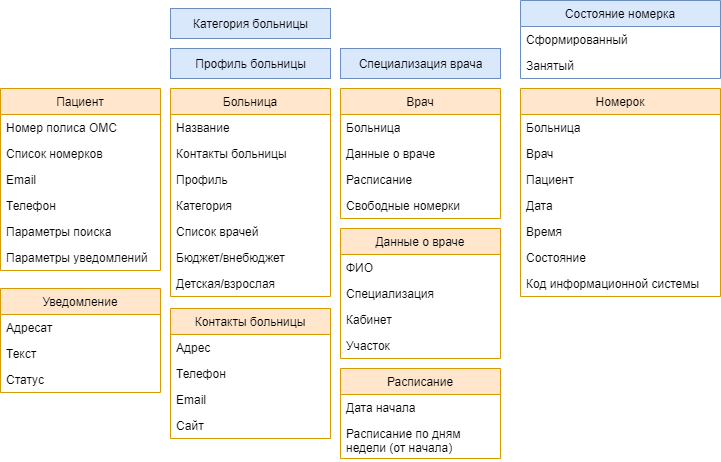 Категория больницы
Профиль больницы
Специализация врача
Состояние номерка
Сформированный
Занятый
Пациент
Номер полиса ОМС
Список номерков
Email
Телефон
Параметры поиска
Параметры уведомлений
Уведомление
Адресат
Текст
Статус
Больница
Название
Контакты больницы
Профиль
Категория
Список врачей
Бюджет/внебюджет
Детская/взрослая
Контакты больницы
Адрес
Телефон
Email
Сайт
Врач
Больница
Данные о враче
Расписание
Свободные номерки
Данные о враче
ФИО
Специализация
Кабинет
Участок
Расписание
Дата начала
Расписание по дням
недели (от начала)
Номерок
Больница
Врач
Пациент
Дата
Время
Состояние
Код информационной системы